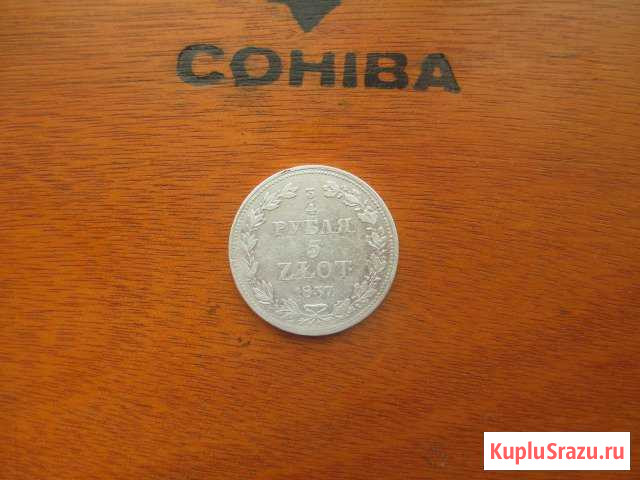 COHIBA
3
4
РУБЛЯ
5
ZŁOT.
1837.
KupluSrazu.ru